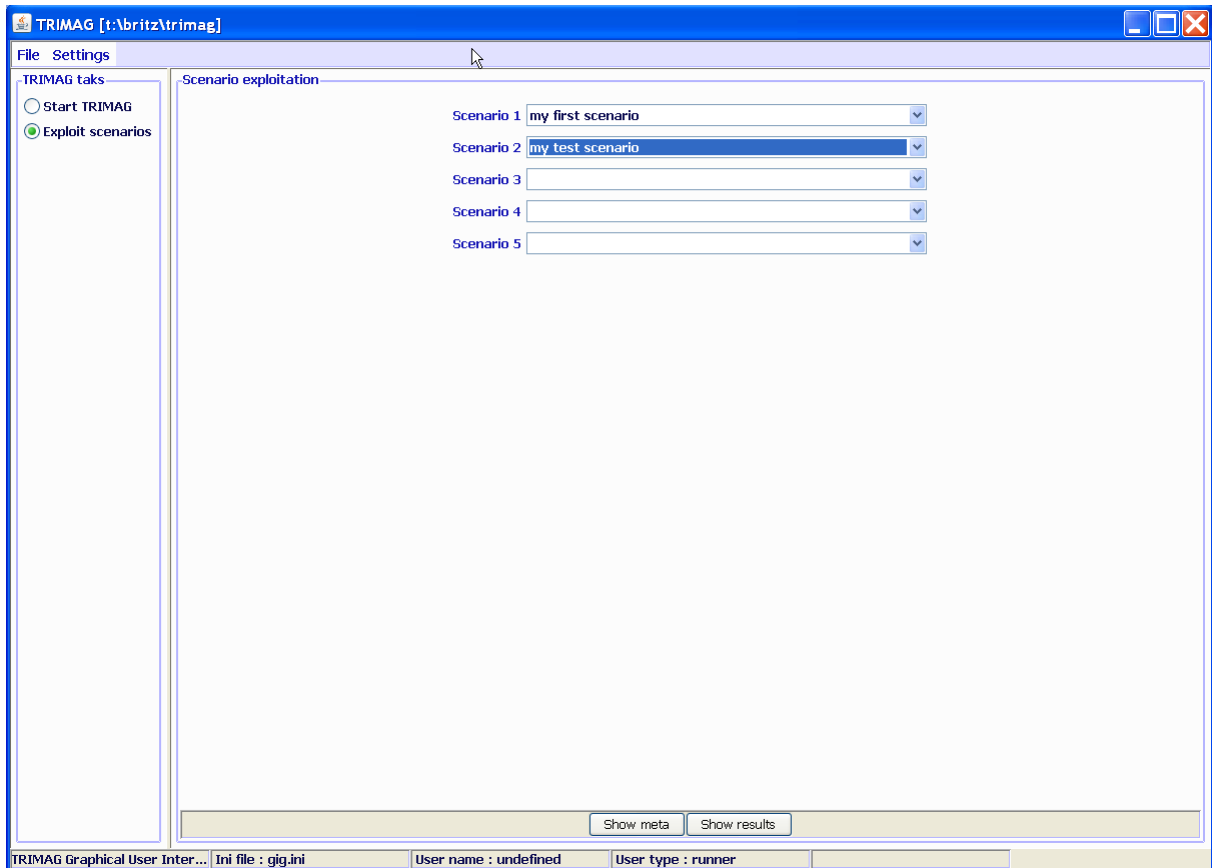 TRIMAG [t:\britz\trimag]
File Settings
TRIMAG taks
Start TRIMAG
Exploit scenarios
Scenario exploitation
Scenario 1 my first scenario
Scenario 2 my test scenario
Scenario 3
Scenario 4
Scenario 5
Show meta Show results
TRIMAG Graphical User Inter... Ini file : gig.ini User name : undefined User type : runner